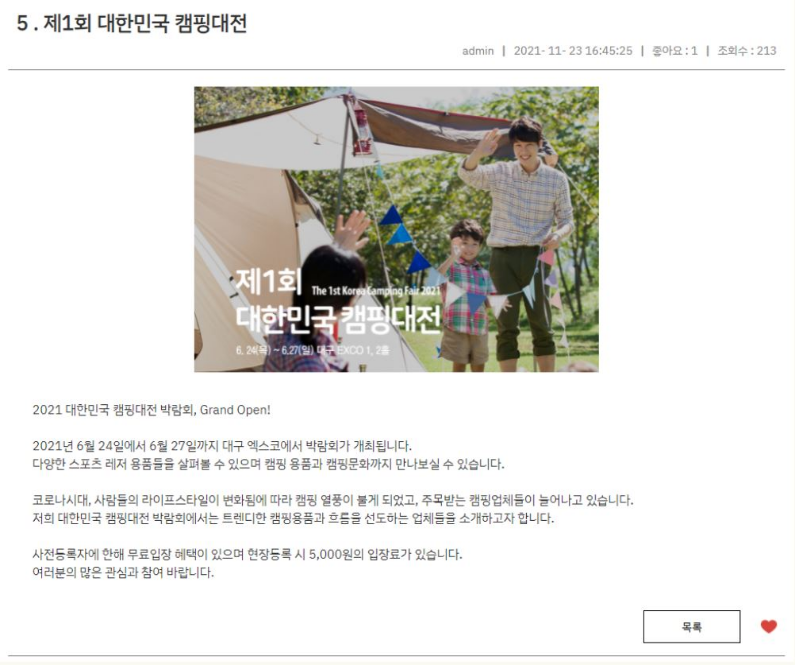 5 . 제1회 대한민국 캠핑대전
admin | 2021- 11- 23 16:45:25 | 좋아요 : 1 | 조회수 : 213
제1회 The 1st Korea Camping Fair 2021
대한민국 캠핑대전
6. 24(목) ~ 6.27(일) 대구 EXCO 1, 2홀
2021 대한민국 캠핑대전 박람회, Grand Open!
2021년 6월 24일에서 6월 27일까지 대구 엑스코에서 박람회가 개최됩니다.
다양한 스포츠 레저 용품들을 살펴볼 수 있으며 캠핑 용품과 캠핑문화까지 만나보실 수 있습니다.
코로나시대, 사람들의 라이프스타일이 변화됨에 따라 캠핑 열풍이 불게 되었고, 주목받는 캠핑업체들이 늘어나고 있습니다.
저희 대한민국 캠핑대전 박람회에서는 트렌디한 캠핑용품과 흐름을 선도하는 업체들을 소개하고자 합니다.
사전등록자에 한해 무료입장 혜택이 있으며 현장등록 시 5,000원의 입장료가 있습니다.
여러분의 많은 관심과 참여 바랍니다.
목록